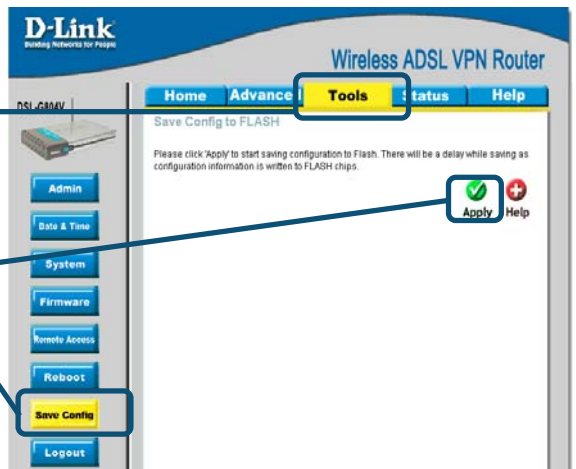 D-Link
Building Networks for People
Wireless ADSL VPN Router
DSL-G804V
Home Advanced Tools Status Help
Save Config to FLASH
Please click 'Apply' to start saving configuration to Flash. There will be a delay while saving as
configuration information is written to FLASH chips.
Apply Help
Admin
Date & Time
System
Firmware
Remote Access
Reboot
Save Config
Logout